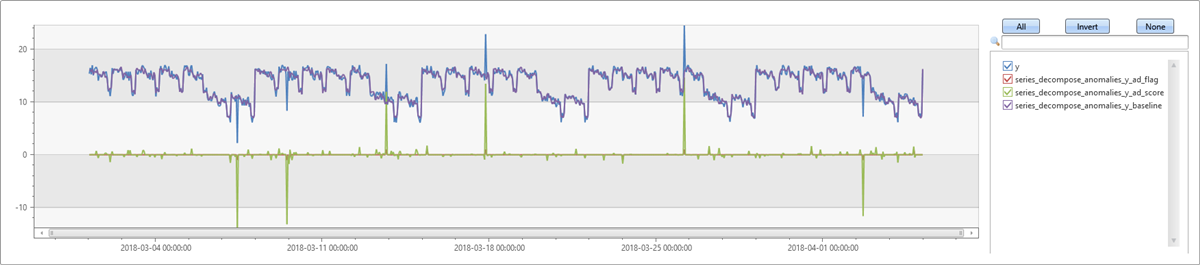 All Invert None
20
10
0
-10
2018-03-04 00:00:00 2018-03-11 00:00:00 2018-03-18 00:00:00 2018-03-25 00:00:00 2018-04-01 00:00:00
y
series_decompose_anomalies_y_ad_flag
series_decompose_anomalies_y_ad_score
series_decompose_anomalies_y_baseline